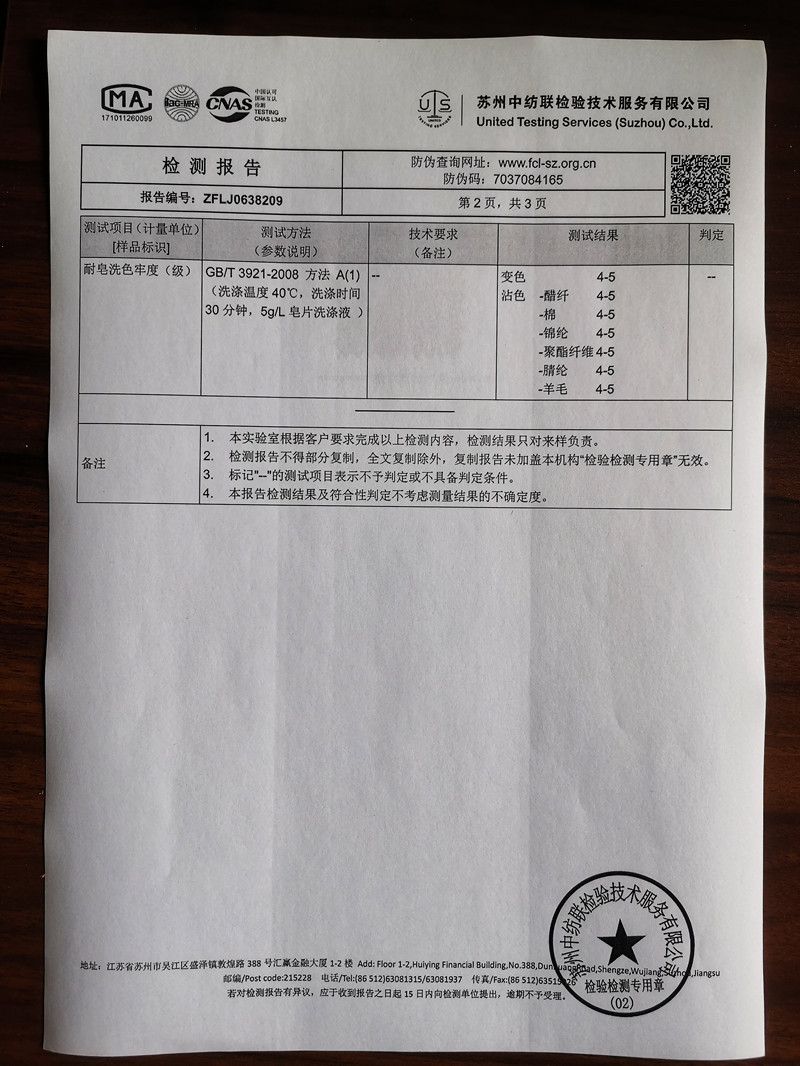 MA
171011260099
ilac-MRA
CNAS
中国认可
国际互认
检测
TESTING
CNAS L3457
UTS
苏州中纺联检验技术服务有限公司
United Testing Services (Suzhou) Co.,Ltd.
检 测 报 告
报告编号：ZFLJ0638209
防伪查询网址：www.fcl-sz.org.cn
防伪码：7037084165
第 2 页，共 3 页
测试项目（计量单位） 测试方法 技术要求 测试结果 判定
[样品标识] （参数说明） （备注）
耐皂洗色牢度（级） GB/T 3921-2008 方法 A(1) -- 变色 4-5 --
（洗涤温度 40℃，洗涤时间 沾色 -醋纤 4-5
30 分钟，5g/L 皂片洗涤液 ） -棉 4-5
-锦纶 4-5
-聚酯纤维 4-5
-腈纶 4-5
-羊毛 4-5
备注
1. 本实验室根据客户要求完成以上检测内容，检测结果只对来样负责。
2. 检测报告不得部分复制，全文复制除外，复制报告未加盖本机构“检验检测专用章”无效。
3. 标记"--"的测试项目表示不予判定或不具备判定条件。
4. 本报告检测结果及符合性判定不考虑测量结果的不确定度。
地址：江苏省苏州市吴江区盛泽镇敦煌路 388 号汇赢金融大厦 1-2 楼 Add: Floor 1-2,Huiying Financial Building,No.388,Dunhuang Road,Shengze,Wujiang,Suzhou,Jiangsu
邮编/Post code:215228 电话/Tel:(86 512)63081315/63081937 传真/Fax:(86 512)
若对检测报告有异议，应于收到报告之日起 15 日内向检测单位提出，逾期不予受理。
苏州中纺联检验技术服务有限公司
检验检测专用章
(02)